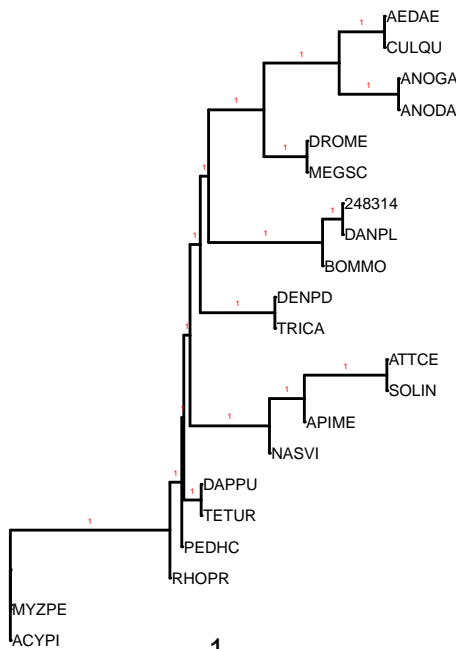 AEDAE
1
CULQU
1
ANOGA
1
ANODA
1
1
DROME
1
MEGSC
1
248314
1
DANPL
1
BOMMO
1
DENPD
1
TRICA
1
ATTCE
1
SOLIN
1
APIME
1
NASVI
1
DAPPU
1
TETUR
1
PEDHC
1
RHOPR
MYZPE
ACYPI
1